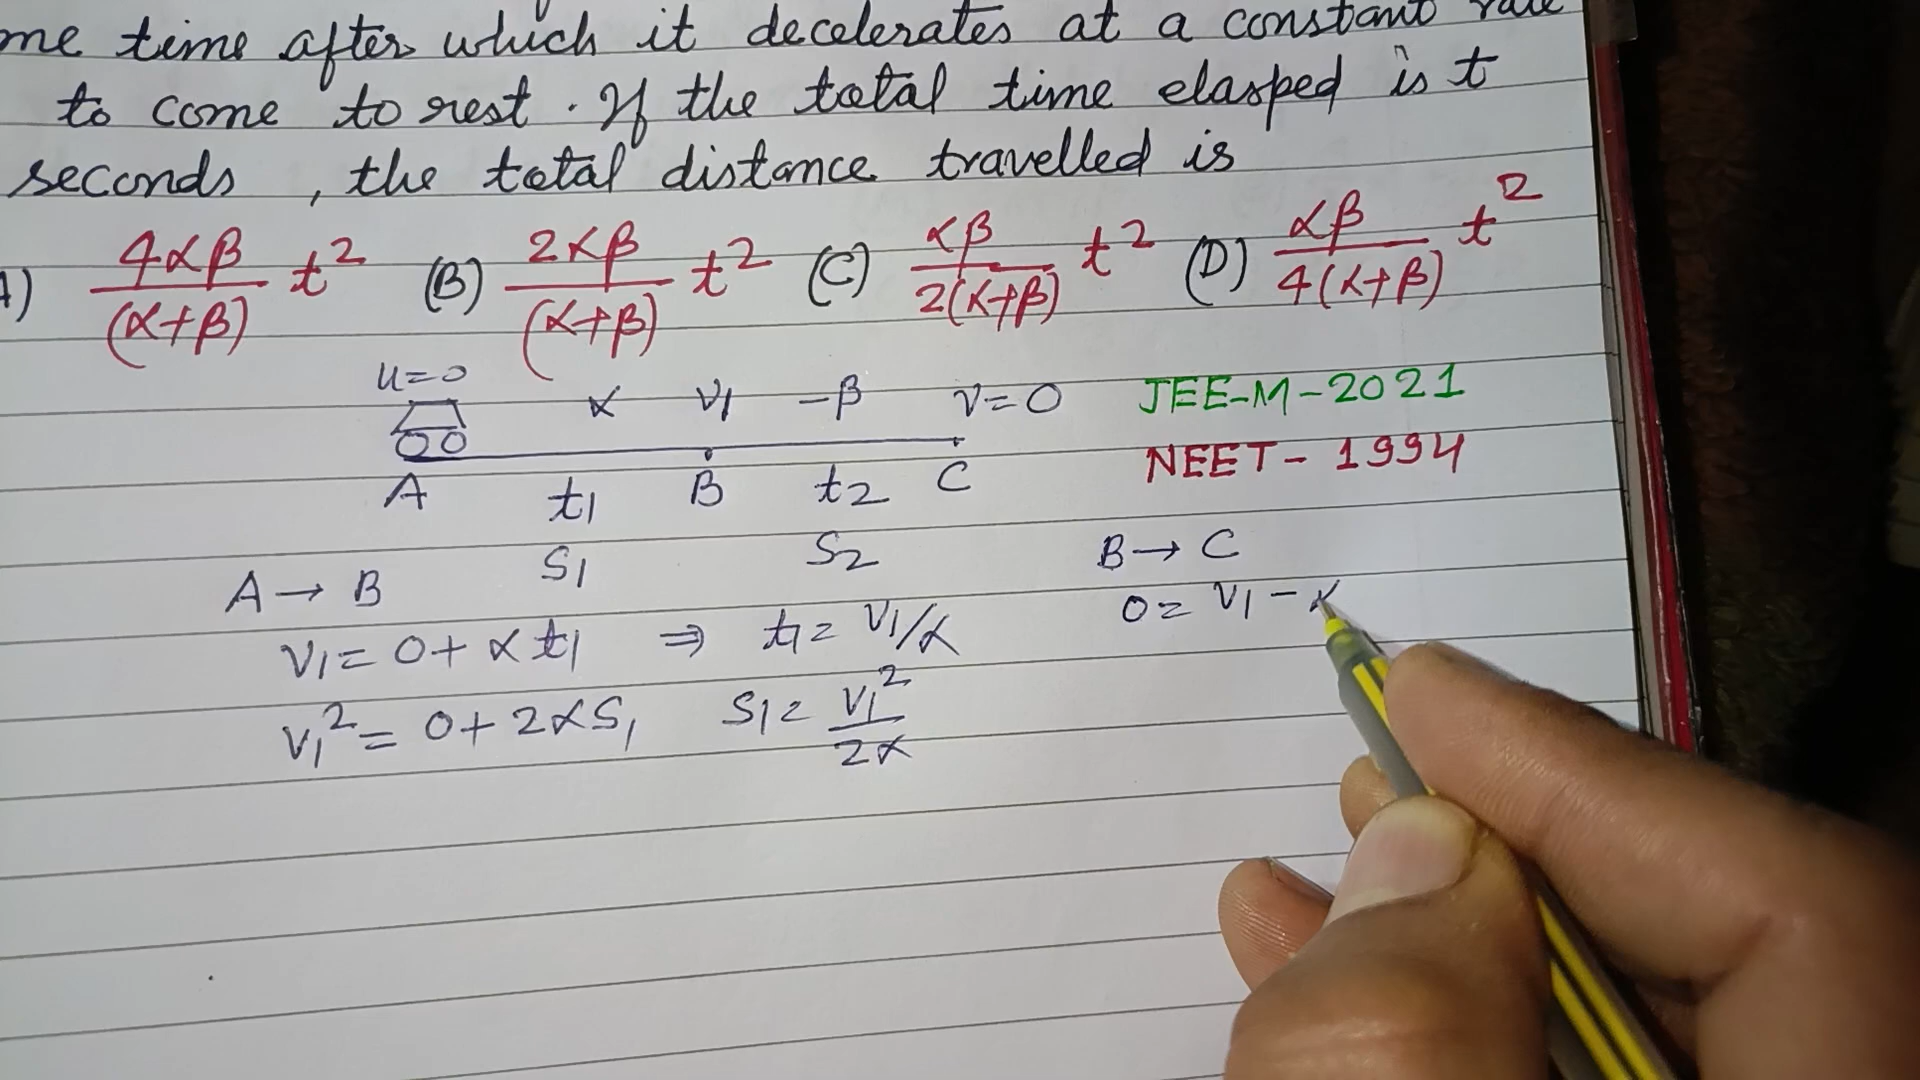 me time after which it decelerates at a constant rate
to come to rest. If the total time elasped is t
seconds, the total distance travelled is
A) 4αβ/(α+β) t² (B) 2αβ/(α+β) t² (C) αβ/2(α+β) t² (D) αβ/4(α+β) t²
u=0 α v1 -β v=0 JEE-M-2021
A t1 B t2 C NEET-1994
S1 S2
A → B B → C
v1 = 0 + αt1 ⇒ t1 = v1/α 0 = v1 - α
v1² = 0 + 2αS1 S1 = v1²/2α